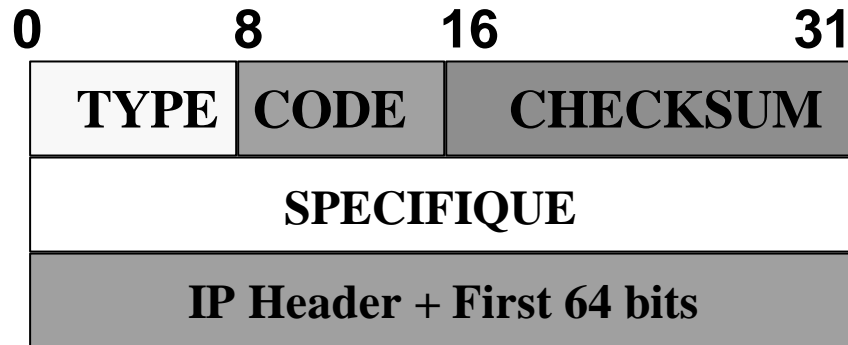 0 8 16 31
TYPE CODE CHECKSUM
SPECIFIQUE
IP Header + First 64 bits